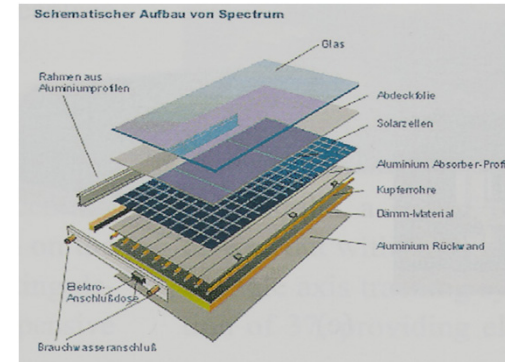 Schematischer Aufbau von Spectrum
Glas
Rahmen aus
Aluminiumprofilen
Abdeckfolie
Solarzellen
Aluminium Absorber-Profi
Kupferrohre
Dämm-Material
Aluminium Rückwand
Elektro-
Anschlußdose
Brauchwasseranschluß